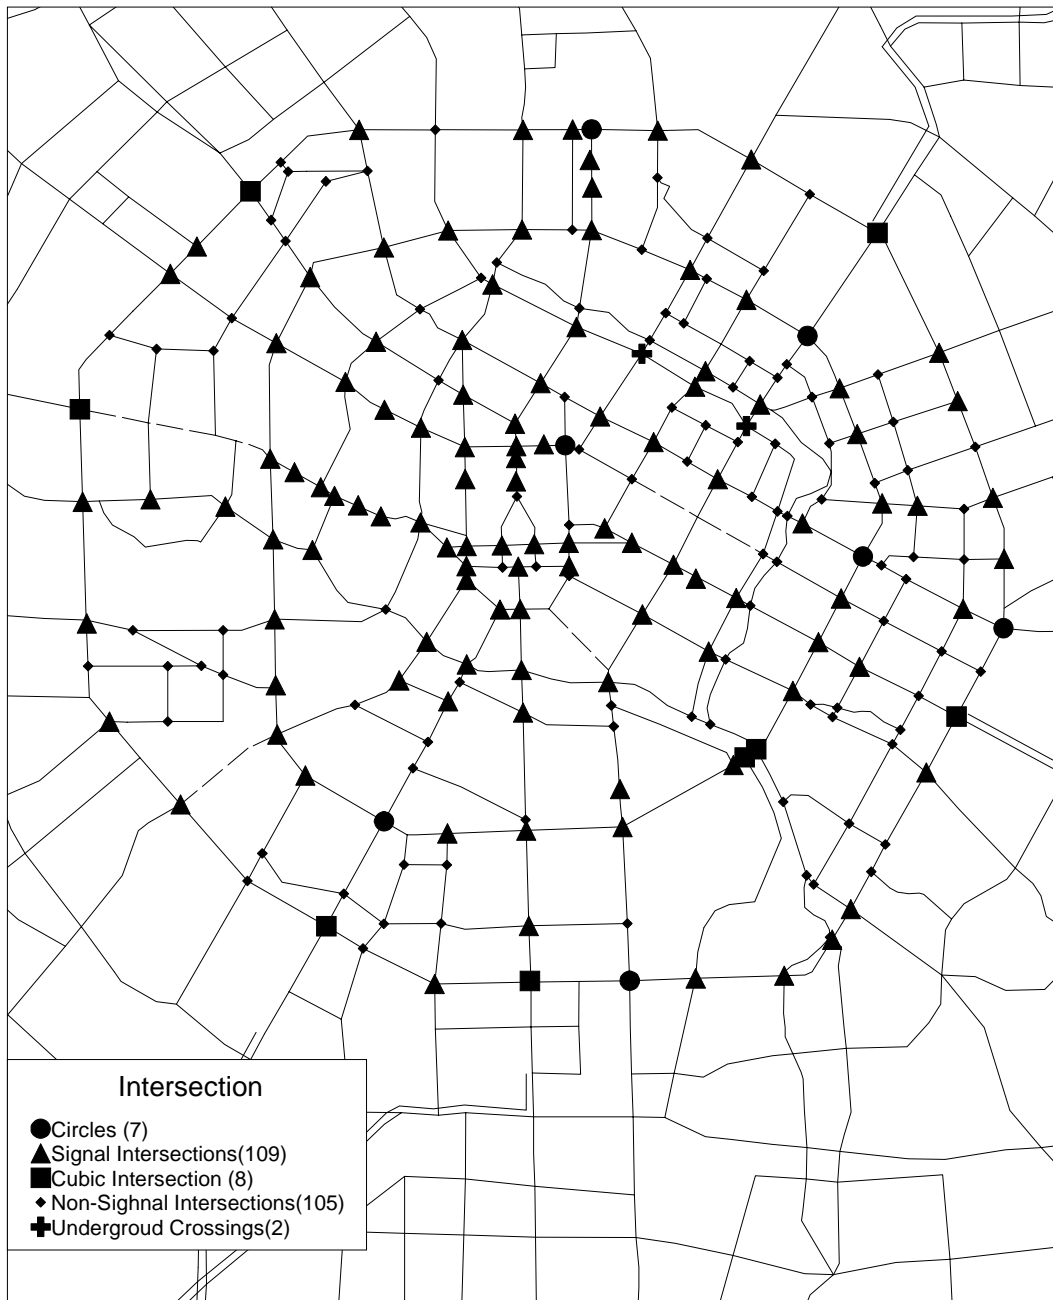 Intersection
Circles (7)
Signal Intersections(109)
Cubic Intersection (8)
Non-Sighnal Intersections(105)
Undergroud Crossings(2)